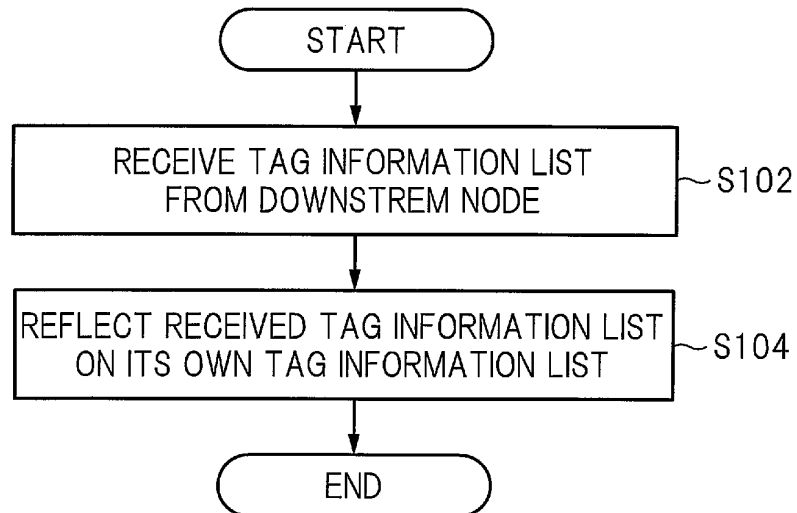 START
RECEIVE TAG INFORMATION LIST
FROM DOWNSTREM NODE
S102
REFLECT RECEIVED TAG INFORMATION LIST
ON ITS OWN TAG INFORMATION LIST
S104
END